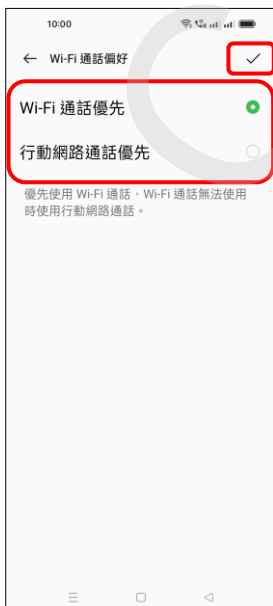 10:00
Wi-Fi 通話偏好
Wi-Fi 通話優先
行動網路通話優先
優先使用 Wi-Fi 通話，Wi-Fi 通話無法使用
時使用行動網路通話。